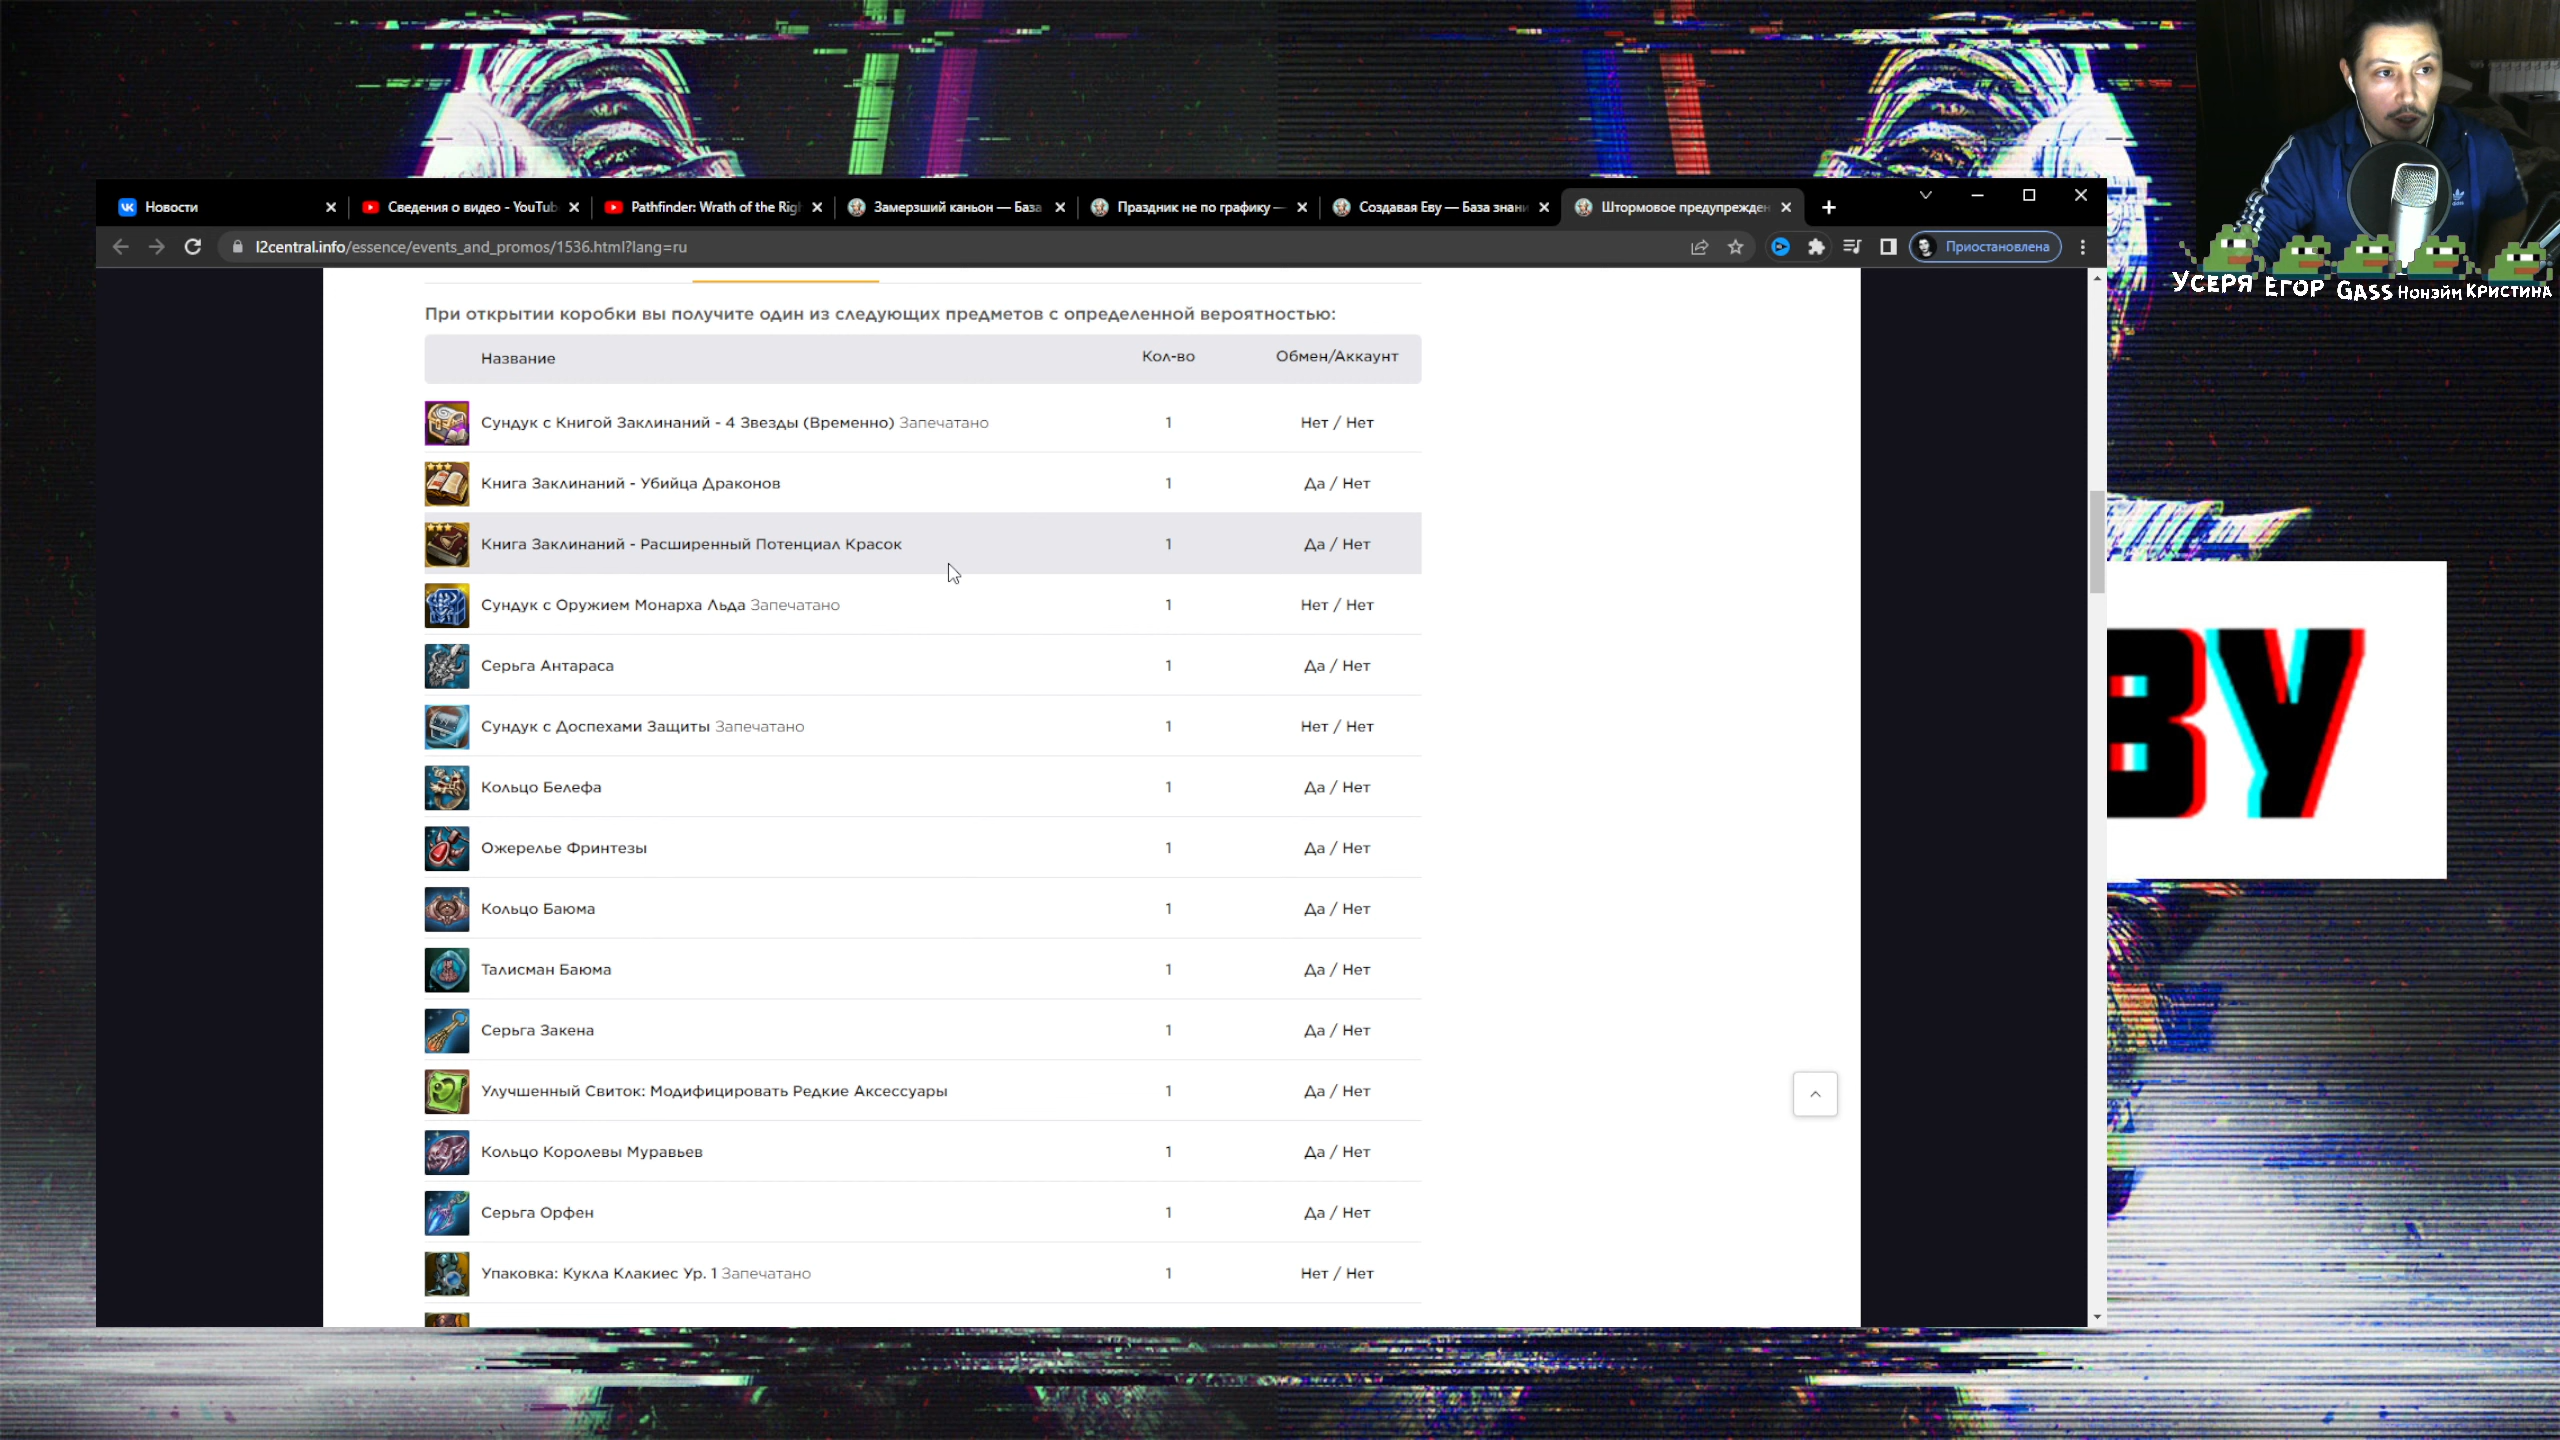 Новости
Сведения о видео - YouTub
Pathfinder: Wrath of the Rig
Замерзший каньон — База
Праздник не по графику —
Создавая Еву — База знани
Штормовое предупрежден
l2central.info/essence/events_and_promos/1536.html?lang=ru
Приостановлена
УСЕРЯ ЕГОР GASS Нонэйм КРИСТИНА
При открытии коробки вы получите один из следующих предметов с определенной вероятностью:
Название Кол-во Обмен/Аккаунт
Сундук с Книгой Заклинаний - 4 Звезды (Временно) Запечатано 1 Нет / Нет
Книга Заклинаний - Убийца Драконов 1 Да / Нет
Книга Заклинаний - Расширенный Потенциал Красок 1 Да / Нет
Сундук с Оружием Монарха Льда Запечатано 1 Нет / Нет
Серьга Антараса 1 Да / Нет
Сундук с Доспехами Защиты Запечатано 1 Нет / Нет
Кольцо Белефа 1 Да / Нет
Ожерелье Фринтезы 1 Да / Нет
Кольцо Баюма 1 Да / Нет
Талисман Баюма 1 Да / Нет
Серьга Закена 1 Да / Нет
Улучшенный Свиток: Модифицировать Редкие Аксессуары 1 Да / Нет
Кольцо Королевы Муравьев 1 Да / Нет
Серьга Орфен 1 Да / Нет
Упаковка: Кукла Клакиес Ур. 1 Запечатано 1 Нет / Нет
BY